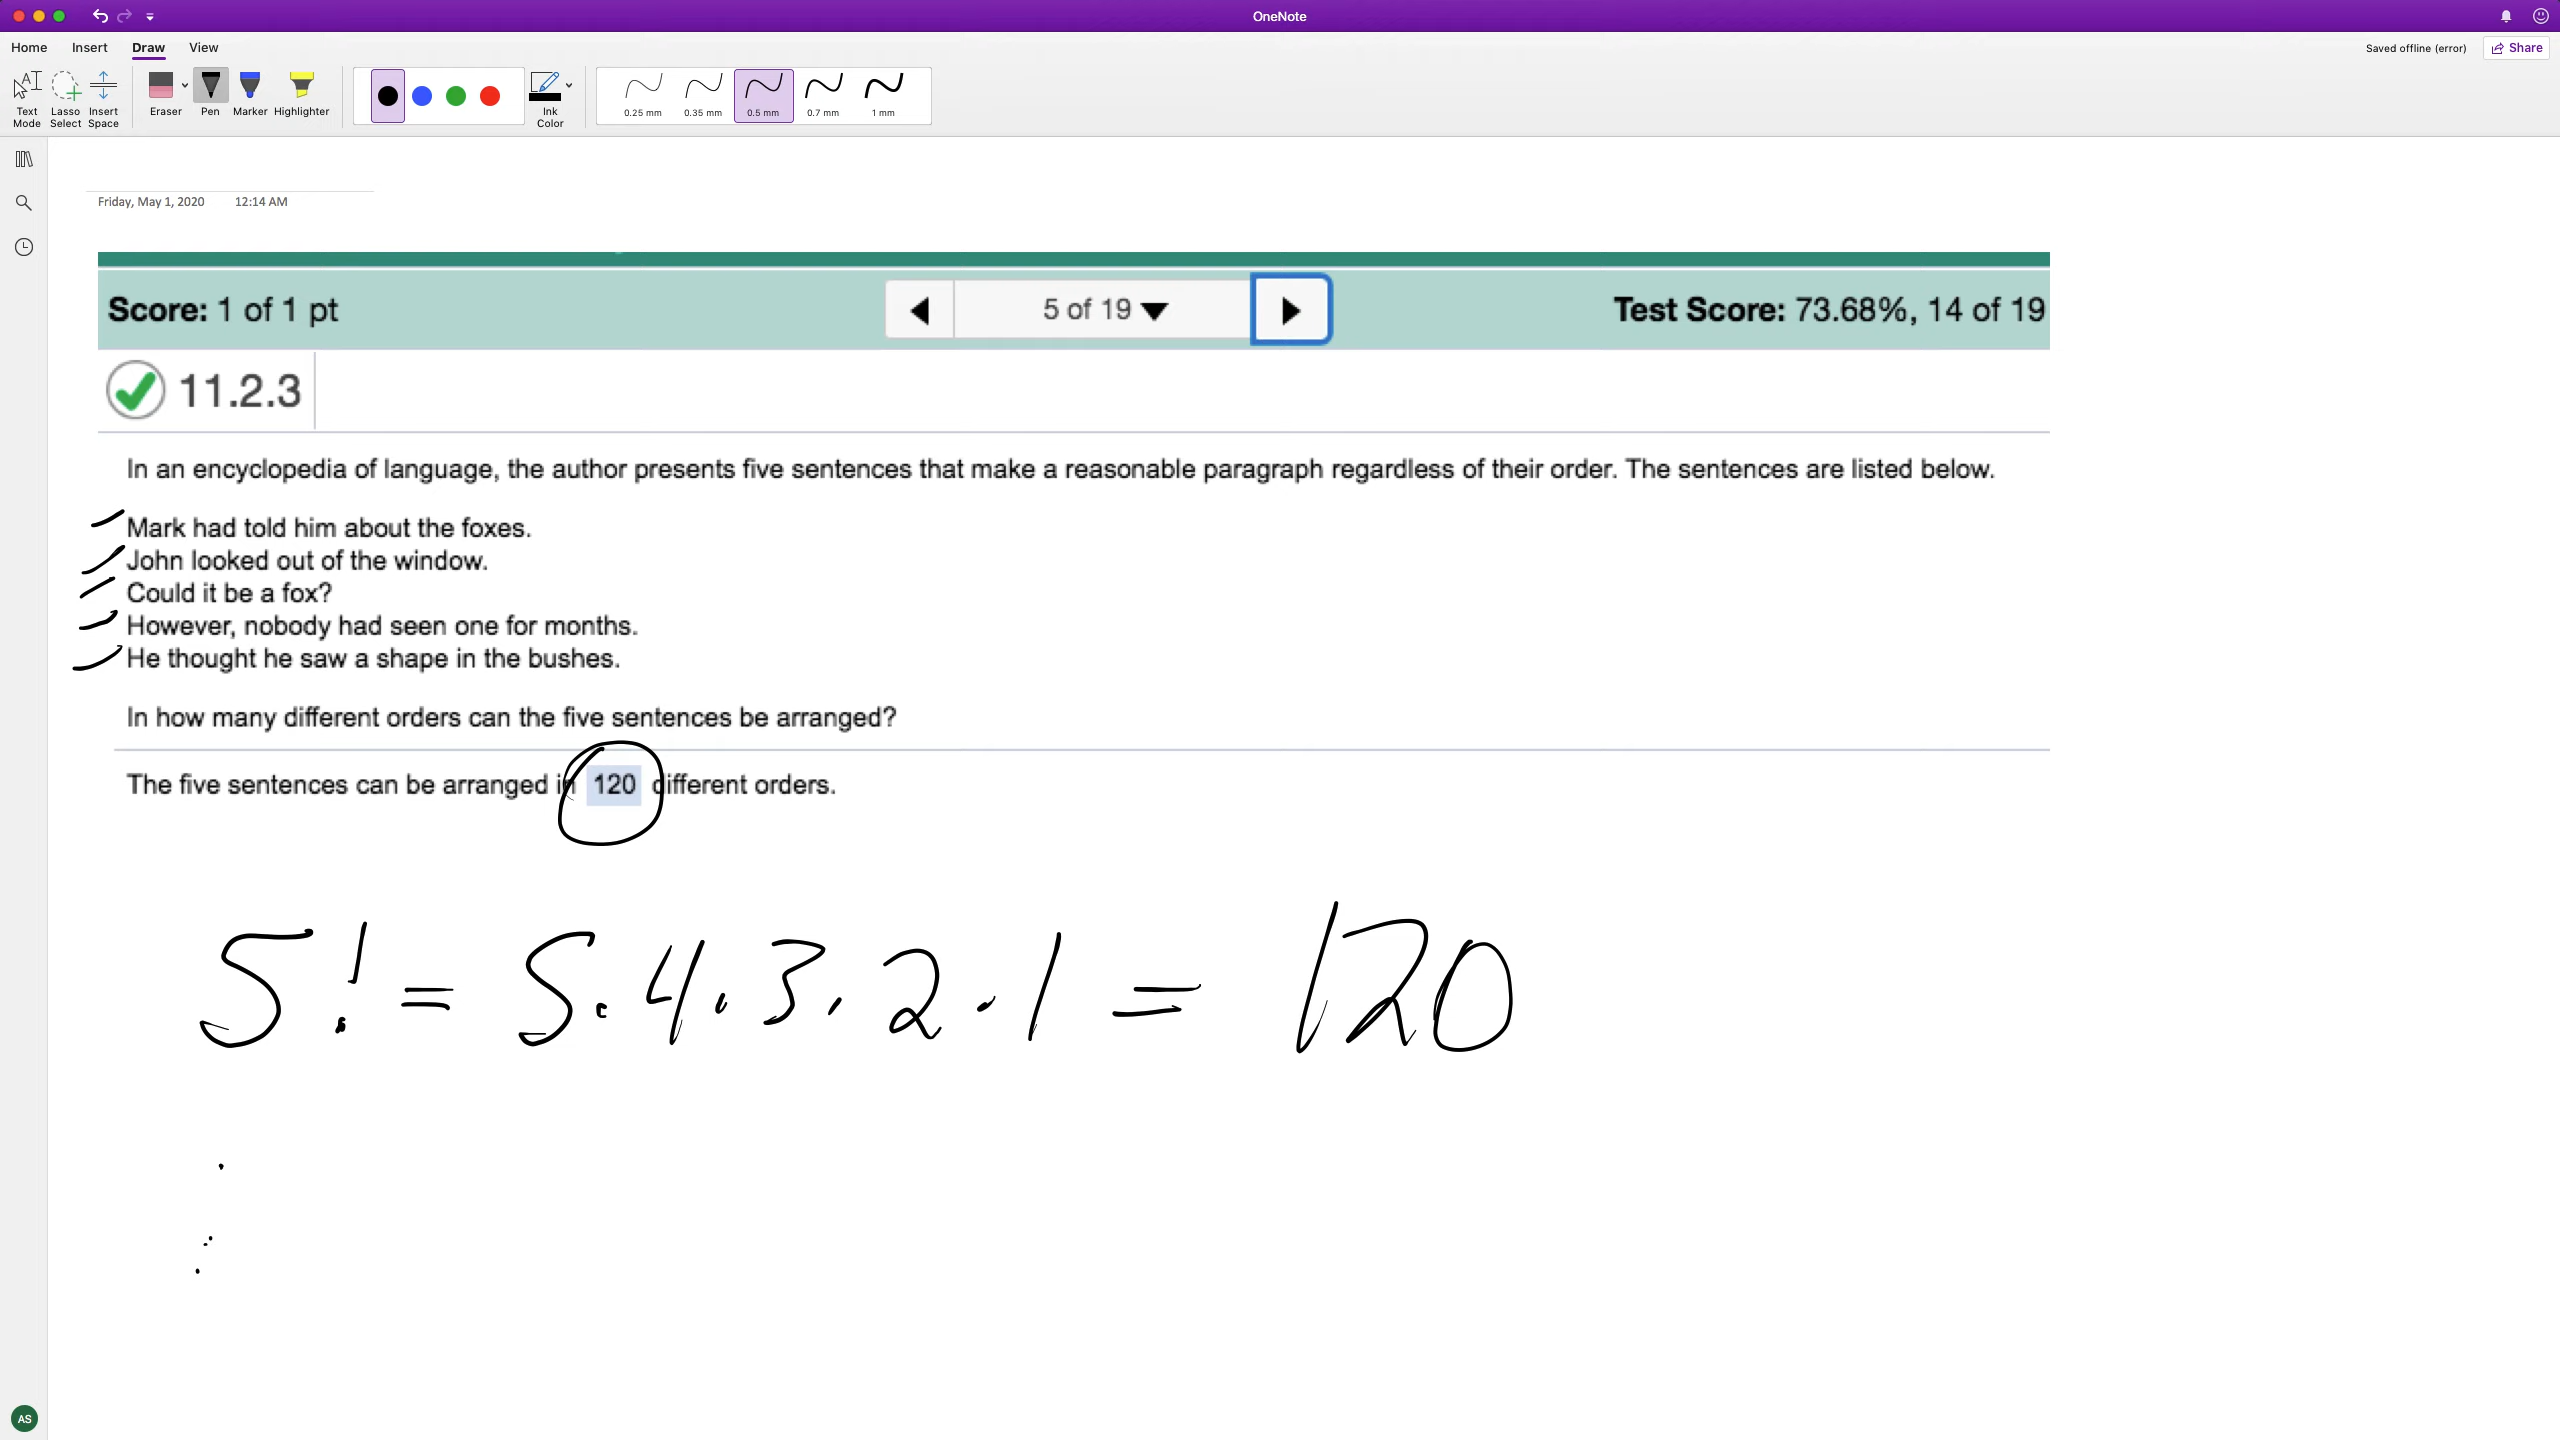 OneNote
Home Insert Draw View
Saved offline (error) Share
Text Mode Lasso Select Insert Space Eraser Pen Marker Highlighter Ink Color 0.25 mm 0.35 mm 0.5 mm 0.7 mm 1 mm
Friday, May 1, 2020 12:14 AM
Score: 1 of 1 pt 5 of 19 Test Score: 73.68%, 14 of 19
11.2.3
In an encyclopedia of language, the author presents five sentences that make a reasonable paragraph regardless of their order. The sentences are listed below.
Mark had told him about the foxes.
John looked out of the window.
Could it be a fox?
However, nobody had seen one for months.
He thought he saw a shape in the bushes.
In how many different orders can the five sentences be arranged?
The five sentences can be arranged in 120 different orders.
5! = 5 . 4 . 3 . 2 . 1 = 120
AS